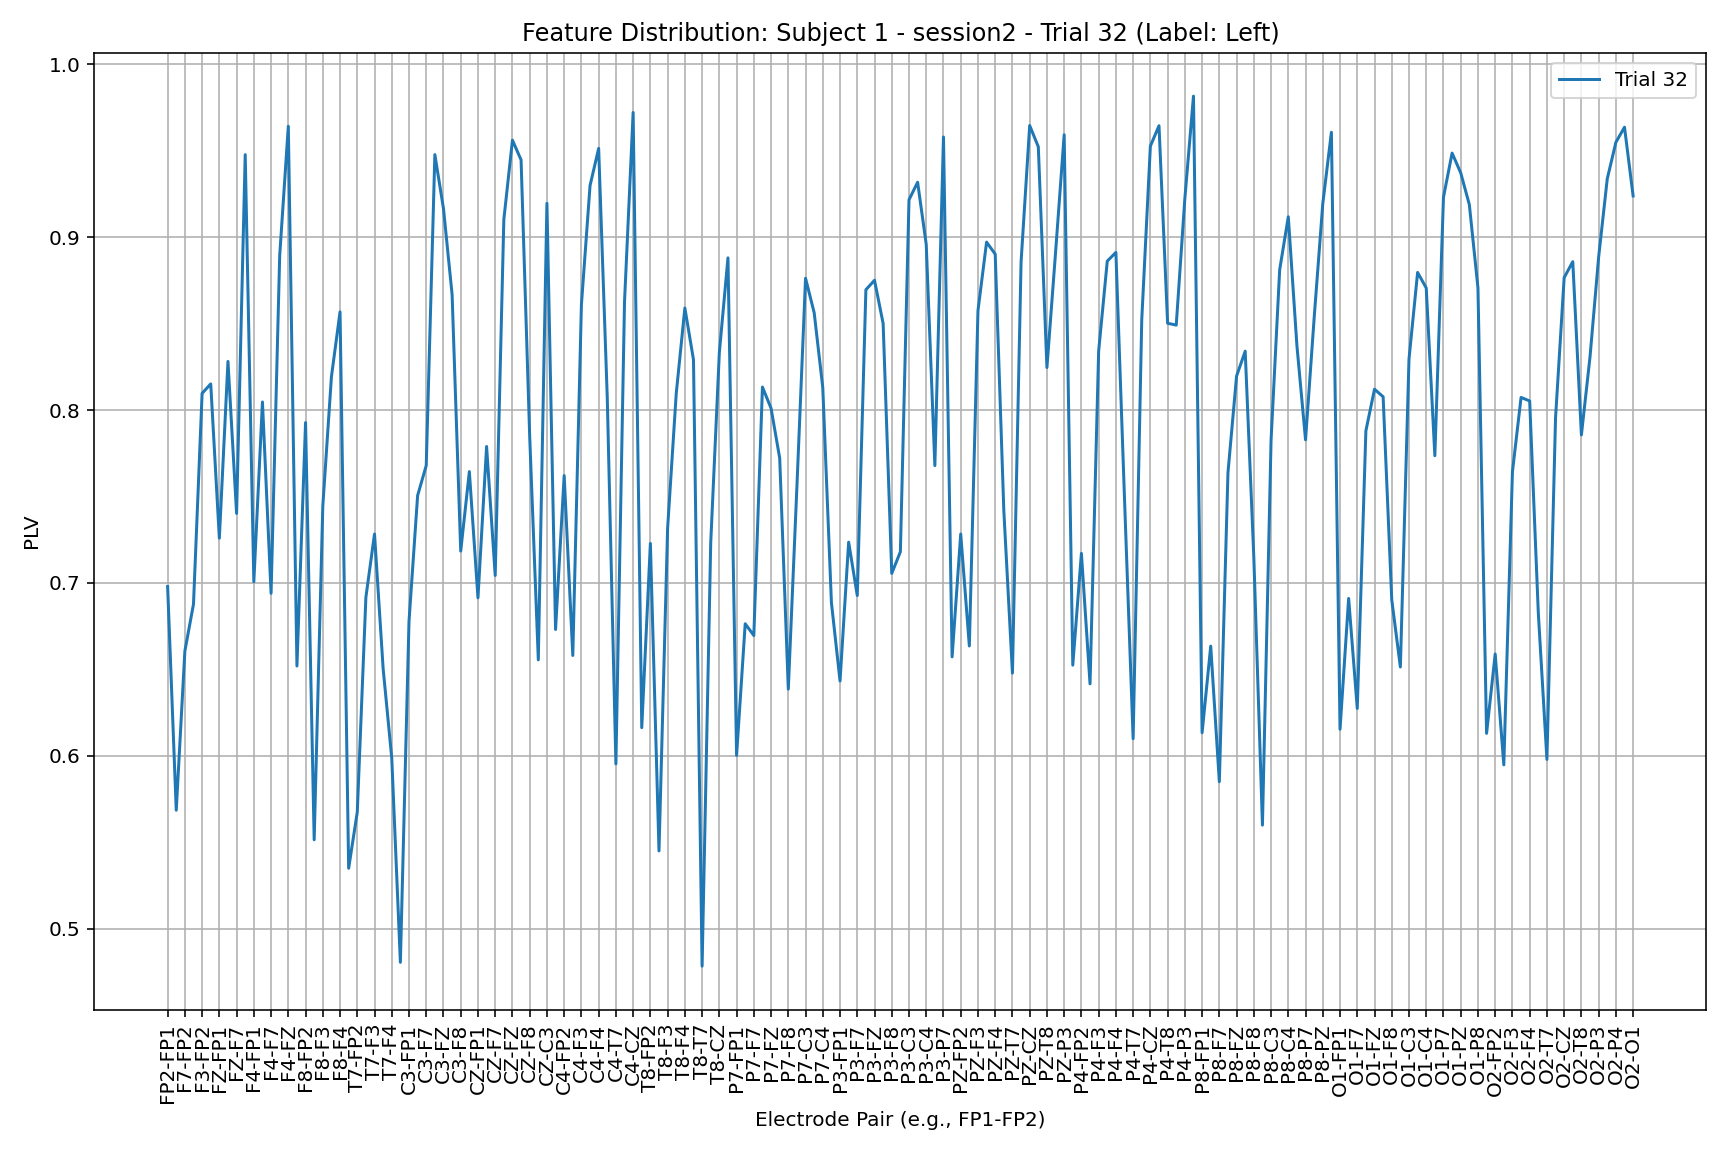 Feature Distribution: Subject 1 - session2 - Trial 32 (Label: Left)
Trial 32
PLV
1.0
0.9
0.8
0.7
0.6
0.5
FP2-FP1
F7-FP2
F3-FP2
FZ-FP1
FZ-F7
F4-FP1
F4-F7
F4-FZ
F8-FP2
F8-F3
F8-F4
T7-FP2
T7-F3
T7-F4
C3-FP1
C3-F7
C3-FZ
C3-F8
CZ-FP1
CZ-F7
CZ-FZ
CZ-F8
CZ-C3
C4-FP2
C4-F3
C4-F4
C4-T7
C4-CZ
T8-FP2
T8-F3
T8-F4
T8-T7
T8-CZ
P7-FP1
P7-F7
P7-FZ
P7-F8
P7-C3
P7-C4
P3-FP1
P3-F7
P3-FZ
P3-F8
P3-C3
P3-C4
P3-P7
PZ-FP2
PZ-F3
PZ-F4
PZ-T7
PZ-CZ
PZ-T8
PZ-P3
P4-FP2
P4-F3
P4-F4
P4-T7
P4-CZ
P4-T8
P4-P3
P8-FP1
P8-F7
P8-FZ
P8-F8
P8-C3
P8-C4
P8-P7
P8-PZ
O1-FP1
O1-F7
O1-FZ
O1-F8
O1-C3
O1-C4
O1-P7
O1-PZ
O1-P8
O2-FP2
O2-F3
O2-F4
O2-T7
O2-CZ
O2-T8
O2-P3
O2-P4
O2-O1
Electrode Pair (e.g., FP1-FP2)